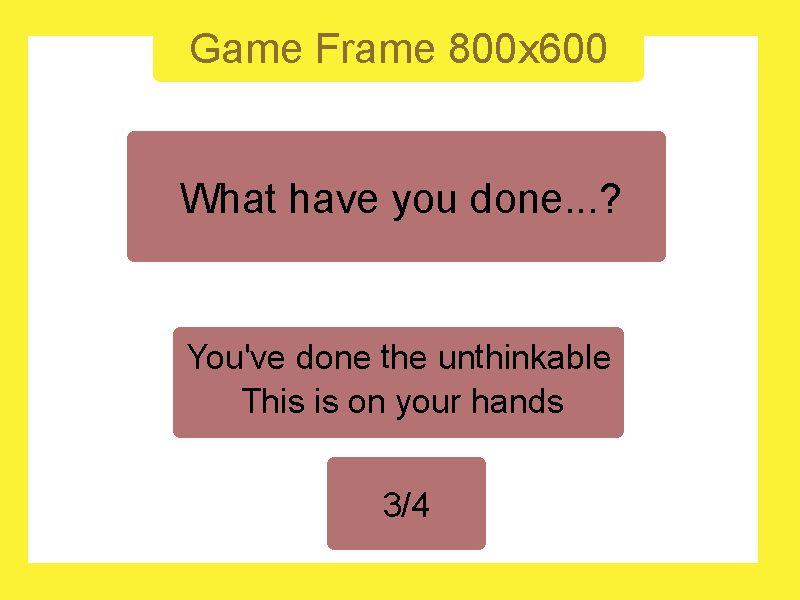 Game Frame 800x600
What have you done...?
You've done the unthinkable
This is on your hands
3/4